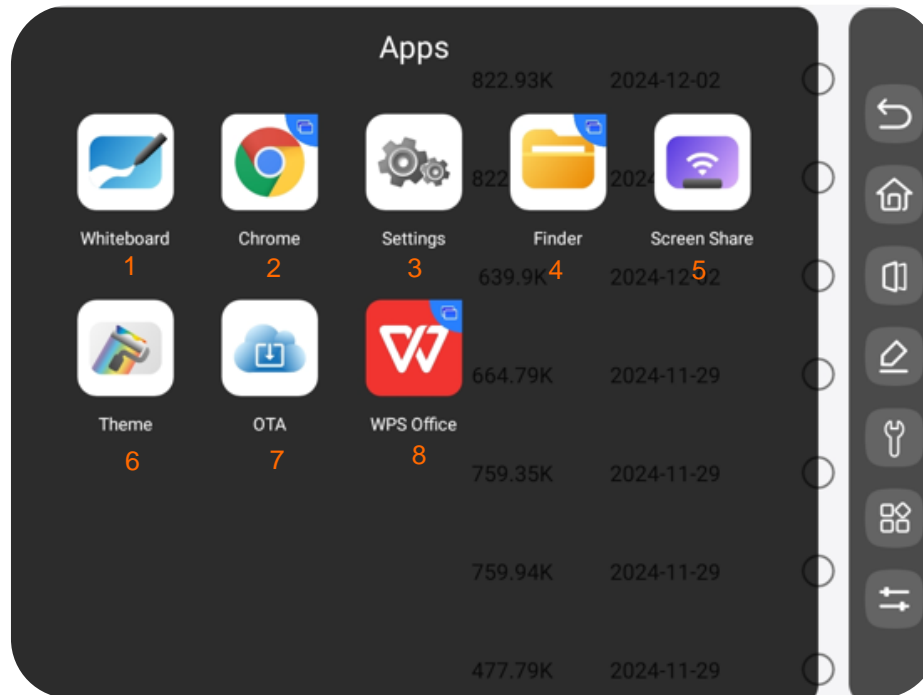 Apps
822.93K 2024-12-02
Whiteboard Chrome Settings Finder Screen Share
1 2 3 4 5
639.9K 2024-12-02
664.79K 2024-11-29
Theme OTA WPS Office
6 7 8
759.35K 2024-11-29
759.94K 2024-11-29
477.79K 2024-11-29